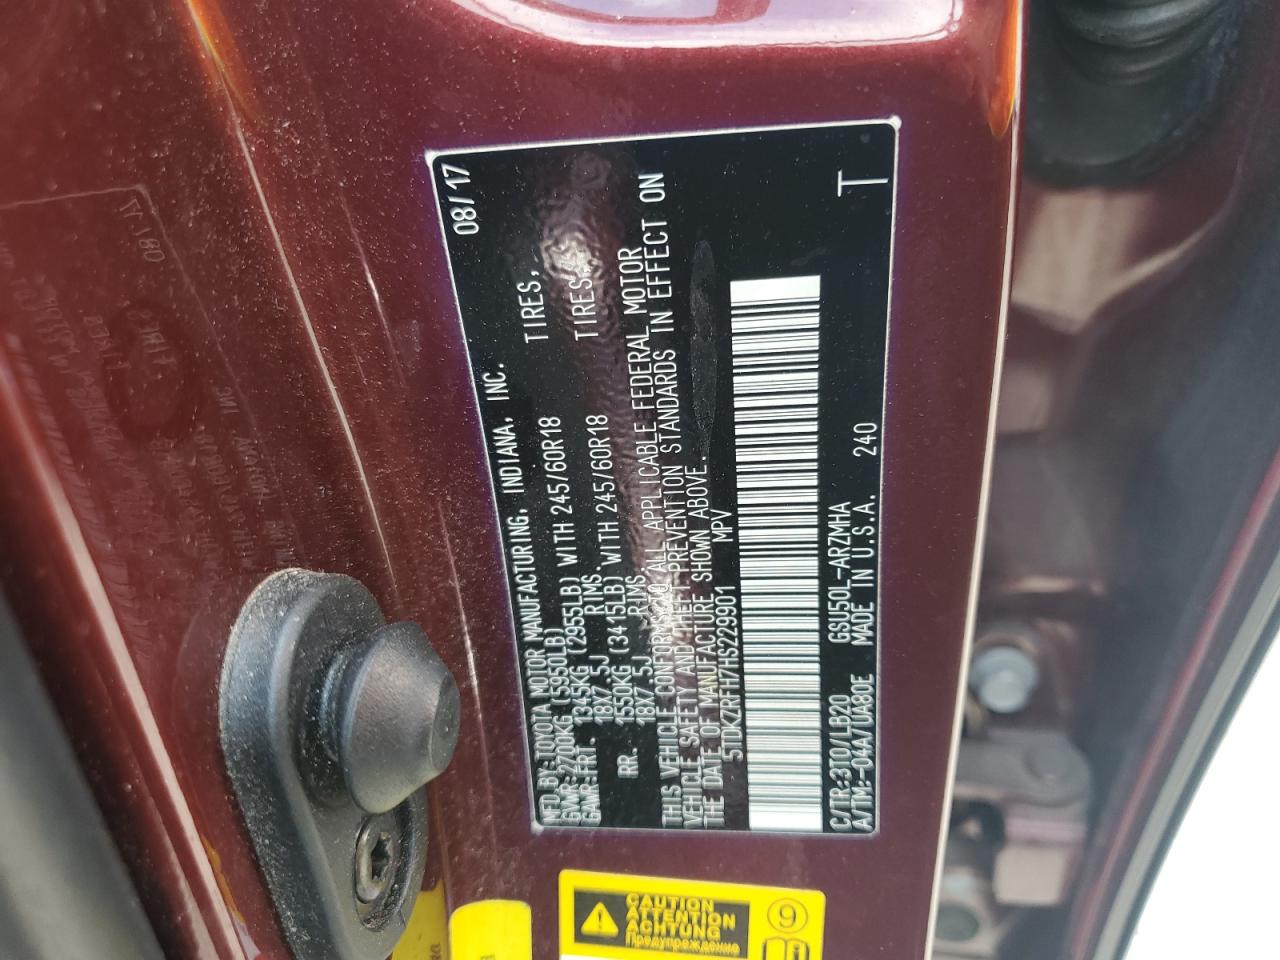 MFD.BY:TOYOTA MOTOR MANUFACTURING, INDIANA, INC. 08/17
GVWR:2700KG (5950LB)
GAWR:FRT. 1345KG (2955LB) WITH 245/60R18 TIRES,
18X7.5J RIMS.
RR. 1550KG (3415LB) WITH 245/60R18 TIRES,
18X7.5J RIMS,
THIS VEHICLE CONFORMS TO ALL APPLICABLE FEDERAL MOTOR
VEHICLE SAFETY AND THEFT PREVENTION STANDARDS IN EFFECT ON
THE DATE OF MANUFACTURE SHOWN ABOVE.
5TDKZRFH7HS229901 MPV
C/TR:3T0/LB20 GSU50L-ARZMHA
A/TM:-04A/UA80E MADE IN U.S.A. 240
T
CAUTION
ATTENTION
ACHTUNG
Предупреждение
9